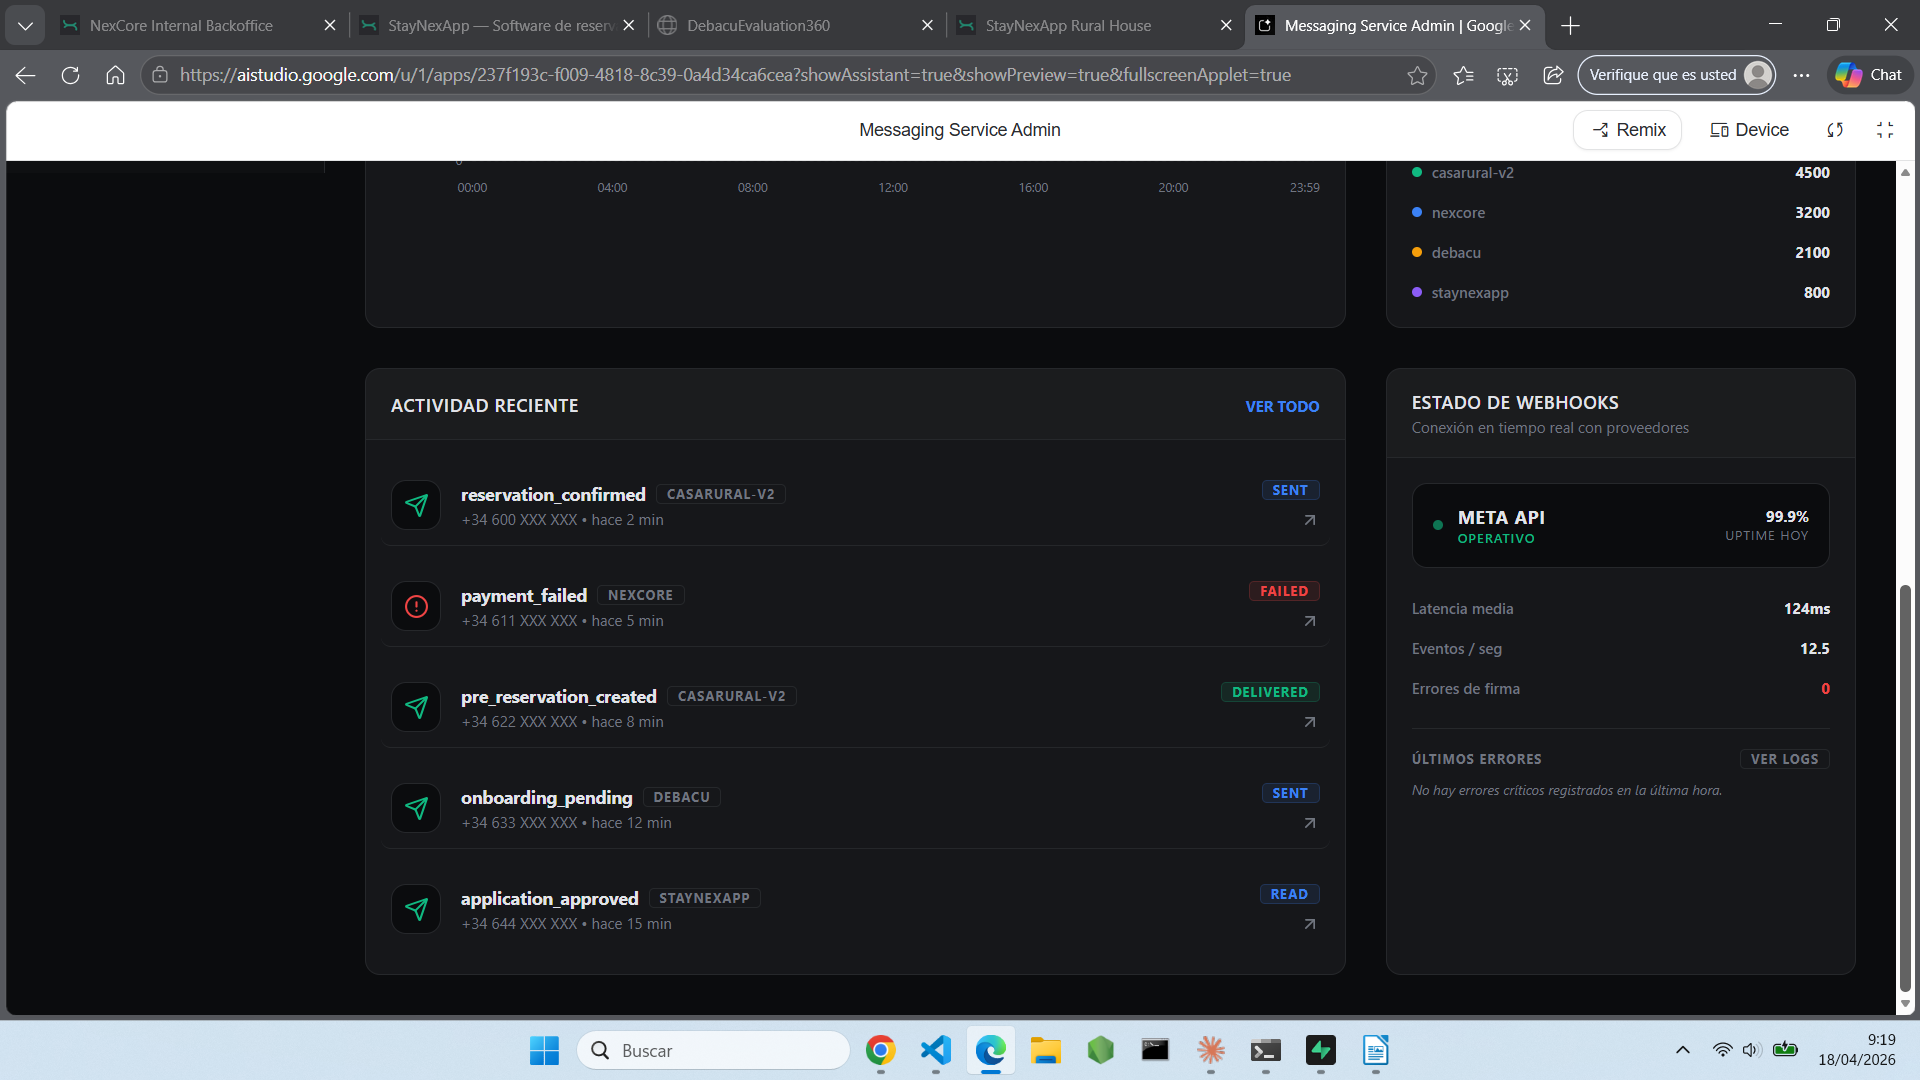 NexCore Internal Backoffice
StayNexApp — Software de reserv
DebacuEvaluation360
StayNexApp Rural House
Messaging Service Admin | Google
https://aistudio.google.com/u/1/apps/237f193c-f009-4818-8c39-0a4d34ca6cea?showAssistant=true&showPreview=true&fullscreenApplet=true
Verifique que es usted
Chat
Messaging Service Admin
Remix
Device
0
00:00 04:00 08:00 12:00 16:00 20:00 23:59
casarural-v2 4500
nexcore 3200
debacu 2100
staynexapp 800
ACTIVIDAD RECIENTE
VER TODO
reservation_confirmed CASARURAL-V2 SENT
+34 600 XXX XXX • hace 2 min
payment_failed NEXCORE FAILED
+34 611 XXX XXX • hace 5 min
pre_reservation_created CASARURAL-V2 DELIVERED
+34 622 XXX XXX • hace 8 min
onboarding_pending DEBACU SENT
+34 633 XXX XXX • hace 12 min
application_approved STAYNEXAPP READ
+34 644 XXX XXX • hace 15 min
ESTADO DE WEBHOOKS
Conexión en tiempo real con proveedores
META API 99.9%
OPERATIVO UPTIME HOY
Latencia media 124ms
Eventos / seg 12.5
Errores de firma 0
ÚLTIMOS ERRORES VER LOGS
No hay errores críticos registrados en la última hora.
Buscar
9:19
18/04/2026